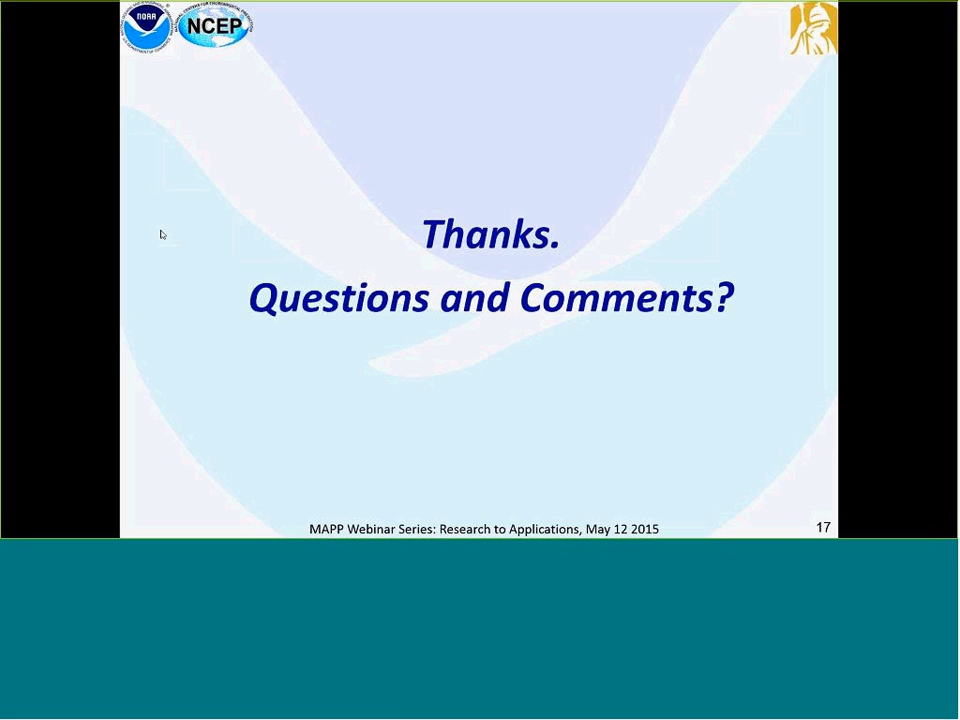 NOAA
NCEP
Thanks.
Questions and Comments?
MAPP Webinar Series: Research to Applications, May 12 2015
17